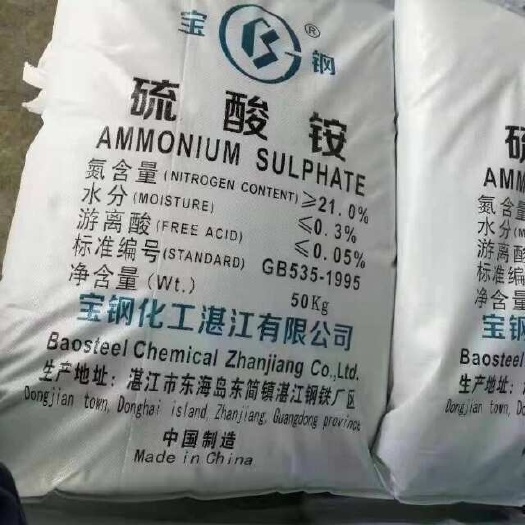 宝 ® 钢
硫酸铵
AMMONIUM SULPHATE
氮含量(NITROGEN CONTENT)≥21.0%
水分(MOISTURE) ≤0.3%
游离酸(FREE ACID) ≤0.05%
标准编号(STANDARD) GB535-1995
净含量(Wt.) 50Kg
宝钢化工湛江有限公司
Baosteel Chemical Zhanjiang Co.,Ltd.
生产地址：湛江市东海岛东简镇湛江钢铁厂区
Dongjian town, Donghai island, Zhanjiang, Guangdong province
中国制造
Made in China
硫
AMM
氮含量
水分(M
游离酸
标准编
净含量
宝钢
Baostee
生产地
Dongjian town,